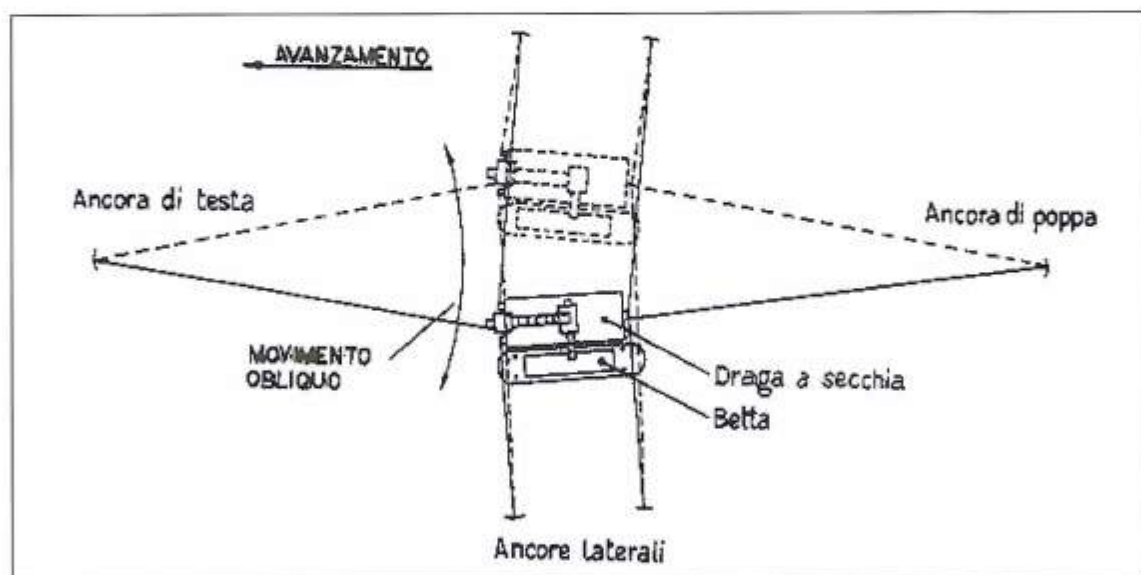 AVANZAMENTO
Ancora di testa
Ancora di poppa
MOVIMENTO
OBLIQUO
Draga a secchia
Betta
Ancore laterali